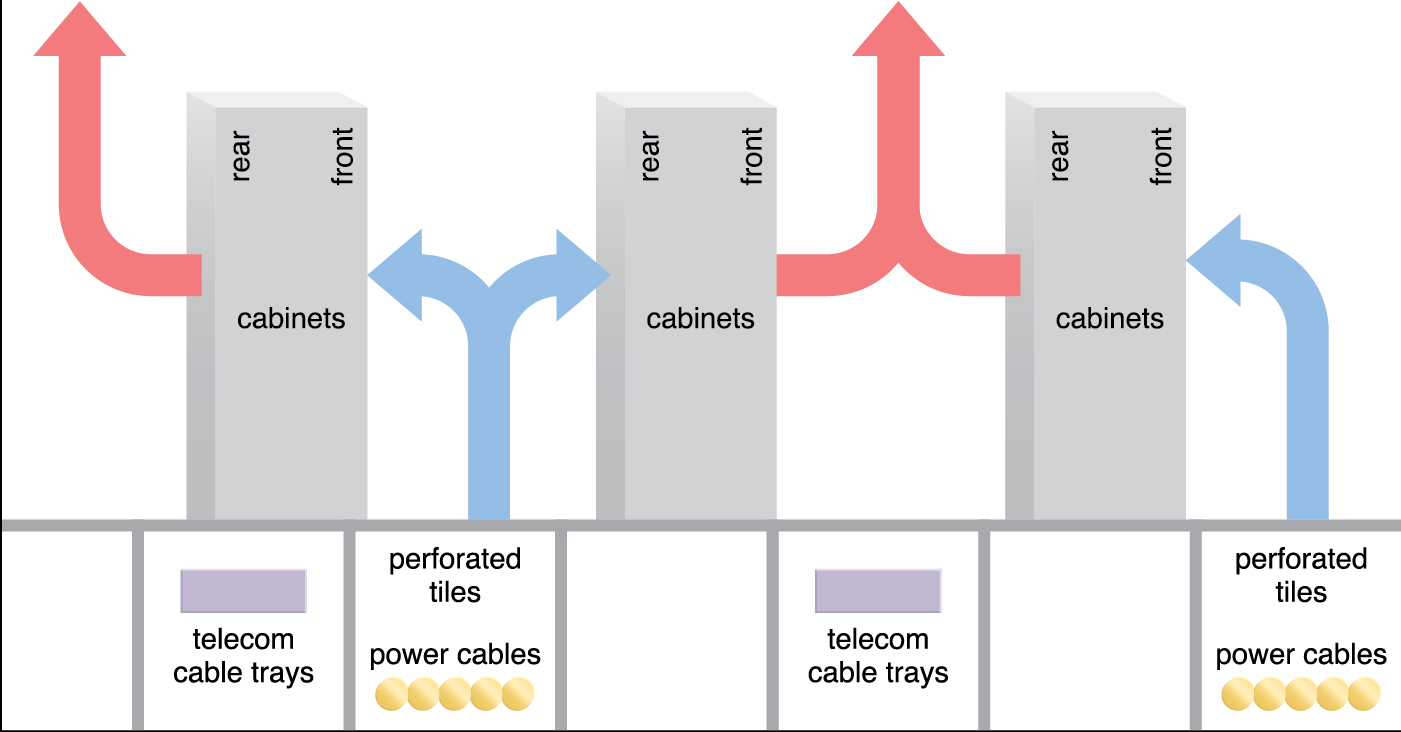 rear
front
rear
front
rear
front
cabinets
cabinets
cabinets
perforated
tiles
perforated
tiles
telecom
cable trays
power cables
telecom
cable trays
power cables